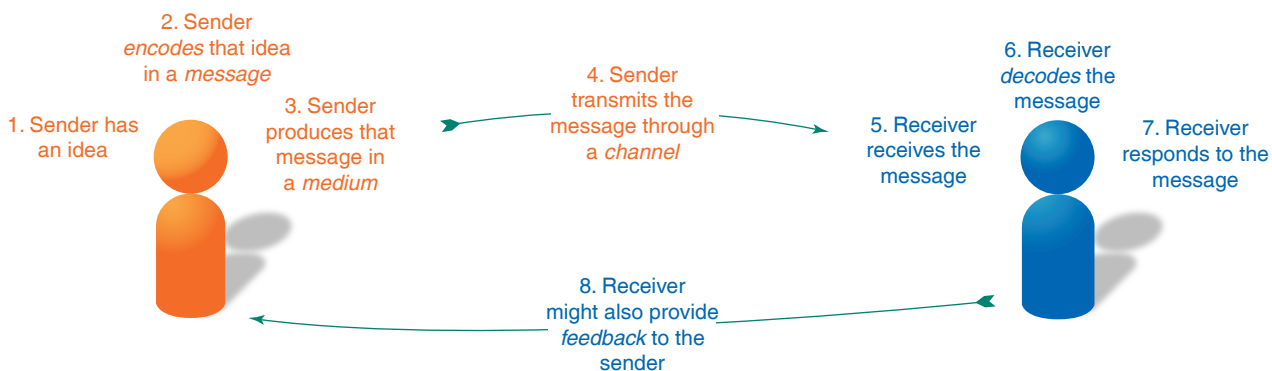 1. Sender has
an idea
2. Sender
encodes that idea
in a message
3. Sender
produces that
message in
a medium
4. Sender
transmits the
message through
a channel
5. Receiver
receives the
message
6. Receiver
decodes the
message
7. Receiver
responds to the
message
8. Receiver
might also provide
feedback to the
sender